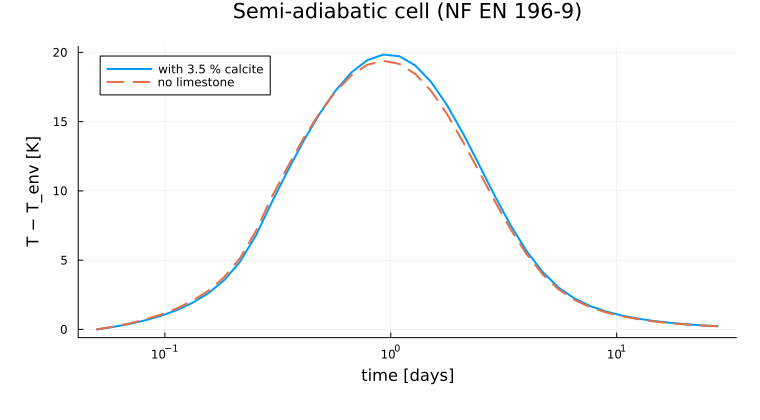 Semi-adiabatic cell (NF EN 196-9)
with 3.5 % calcite
no limestone
20
15
10
5
0
T − T_env [K]
10⁻¹
10⁰
10¹
time [days]